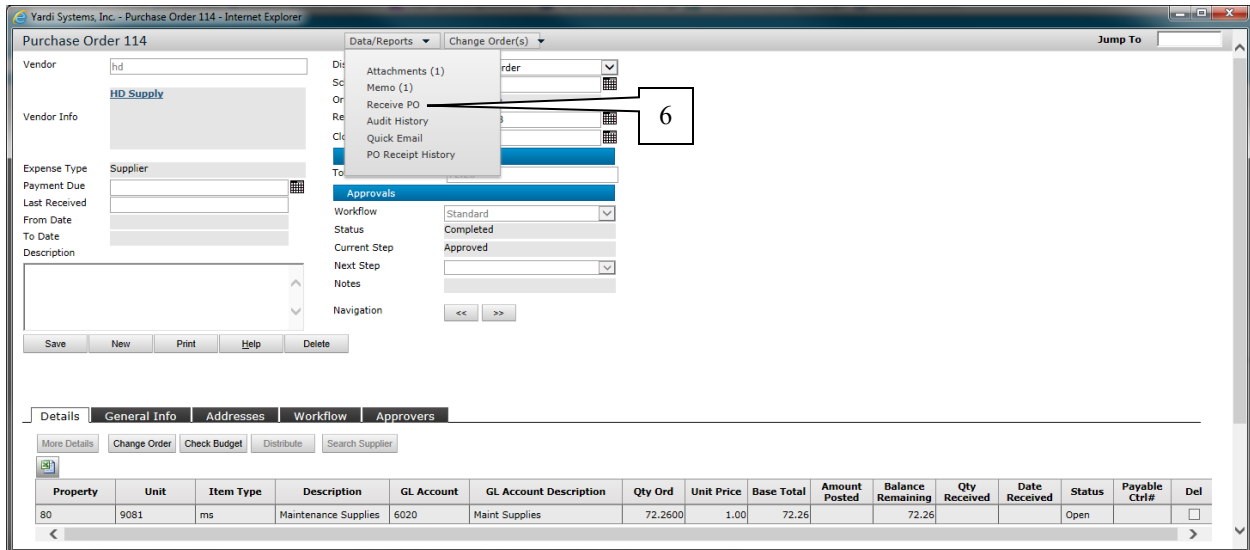 Yardi Systems, Inc. - Purchase Order 114 - Internet Explorer
Purchase Order 114 Data/Reports Change Order(s) Jump To
Vendor hd
HD Supply
Vendor Info
Expense Type Supplier
Payment Due
Last Received
From Date
To Date
Description
Attachments (1)
Memo (1)
Receive PO
Audit History
Quick Email
PO Receipt History
6
Approvals
Workflow Standard
Status Completed
Current Step Approved
Next Step
Notes
Navigation << >>
Save New Print Help Delete
Details General Info Addresses Workflow Approvers
More Details Change Order Check Budget Distribute Search Supplier
Property Unit Item Type Description GL Account GL Account Description Qty Ord Unit Price Base Total Amount Posted Balance Remaining Qty Received Date Received Status Payable Ctrl# Del
80 9081 ms Maintenance Supplies 6020 Maint Supplies 72.2600 1.00 72.26 72.26 Open